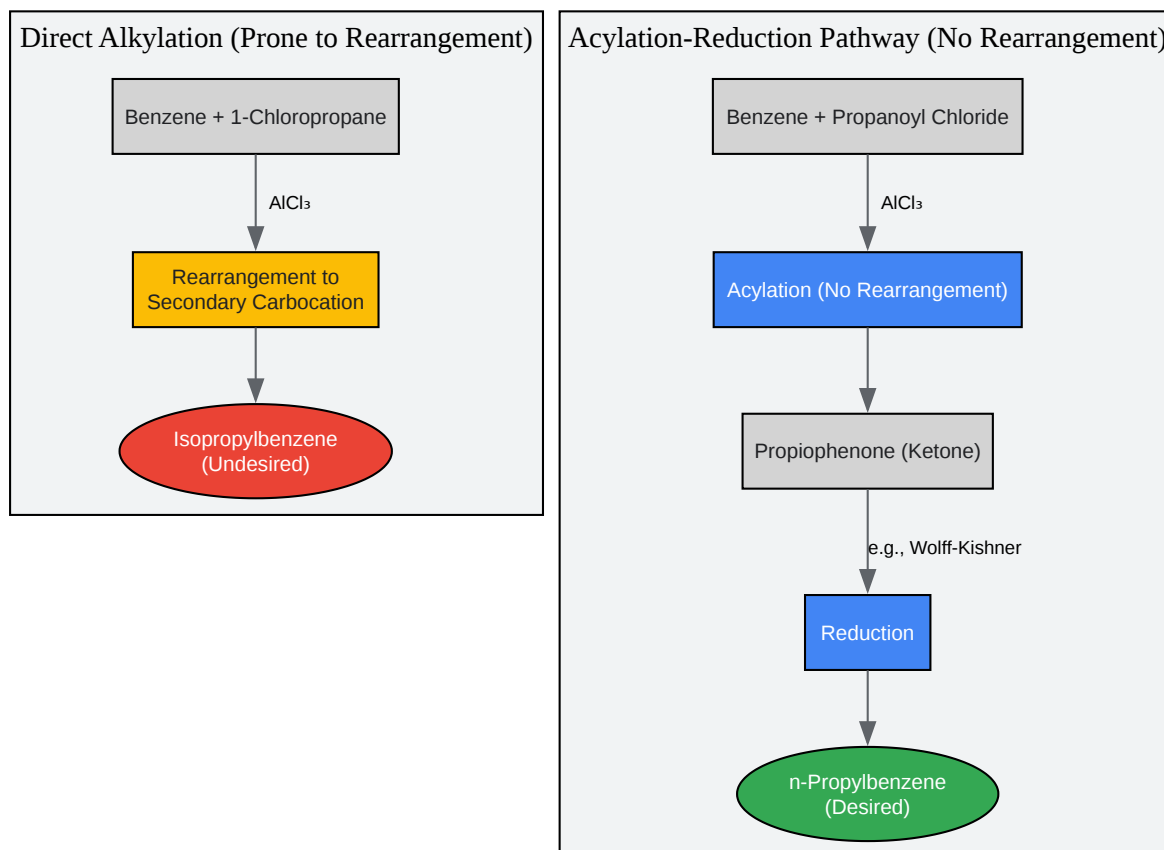 Direct Alkylation (Prone to Rearrangement)
Benzene + 1-Chloropropane
AlCl₃
Rearrangement to
Secondary Carbocation
Isopropylbenzene
(Undesired)
Acylation-Reduction Pathway (No Rearrangement)
Benzene + Propanoyl Chloride
AlCl₃
Acylation (No Rearrangement)
Propiophenone (Ketone)
e.g., Wolff-Kishner
Reduction
n-Propylbenzene
(Desired)